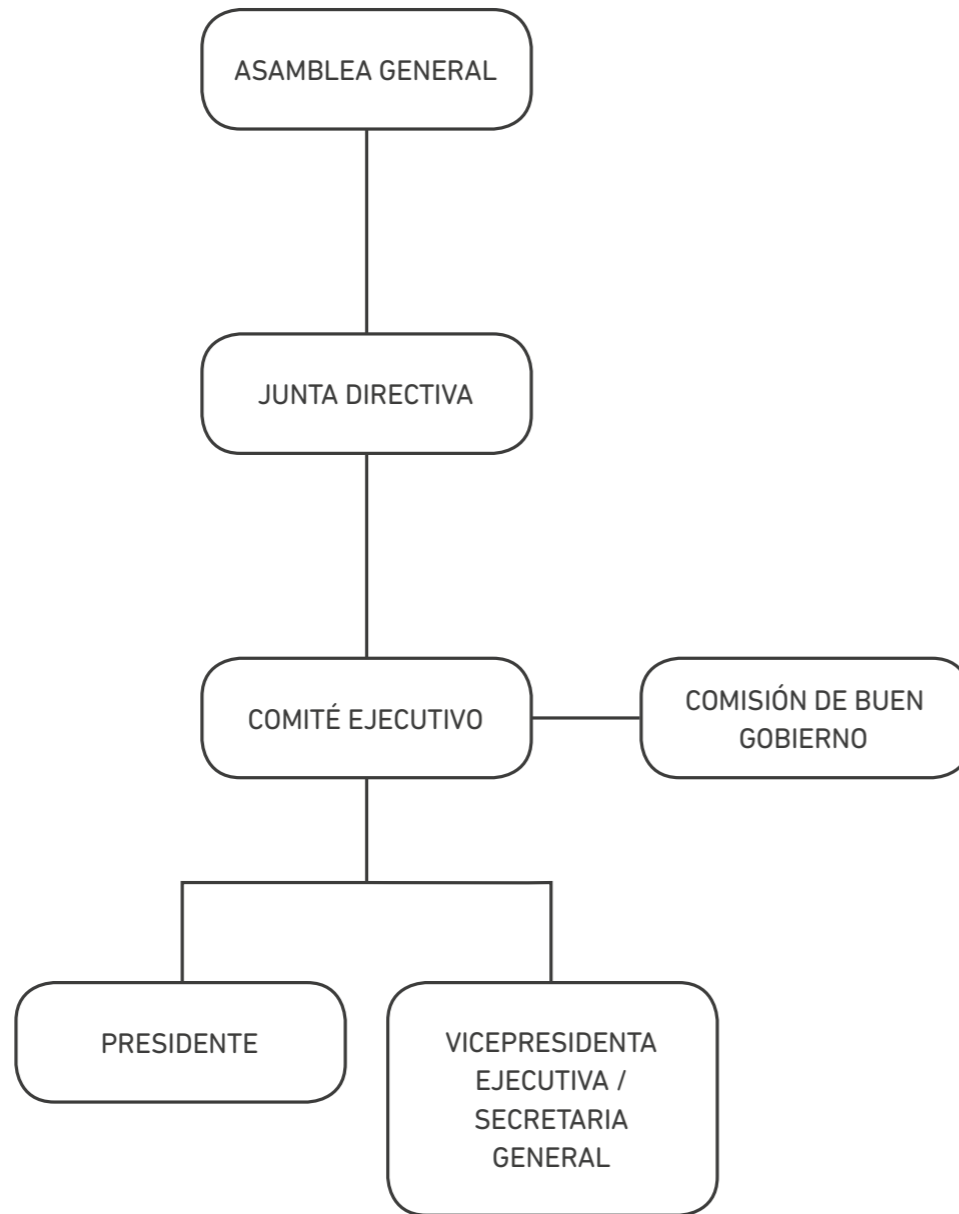 ASAMBLEA GENERAL
JUNTA DIRECTIVA
COMITÉ EJECUTIVO
COMISIÓN DE BUEN
GOBIERNO
PRESIDENTE
VICEPRESIDENTA
EJECUTIVA /
SECRETARIA
GENERAL